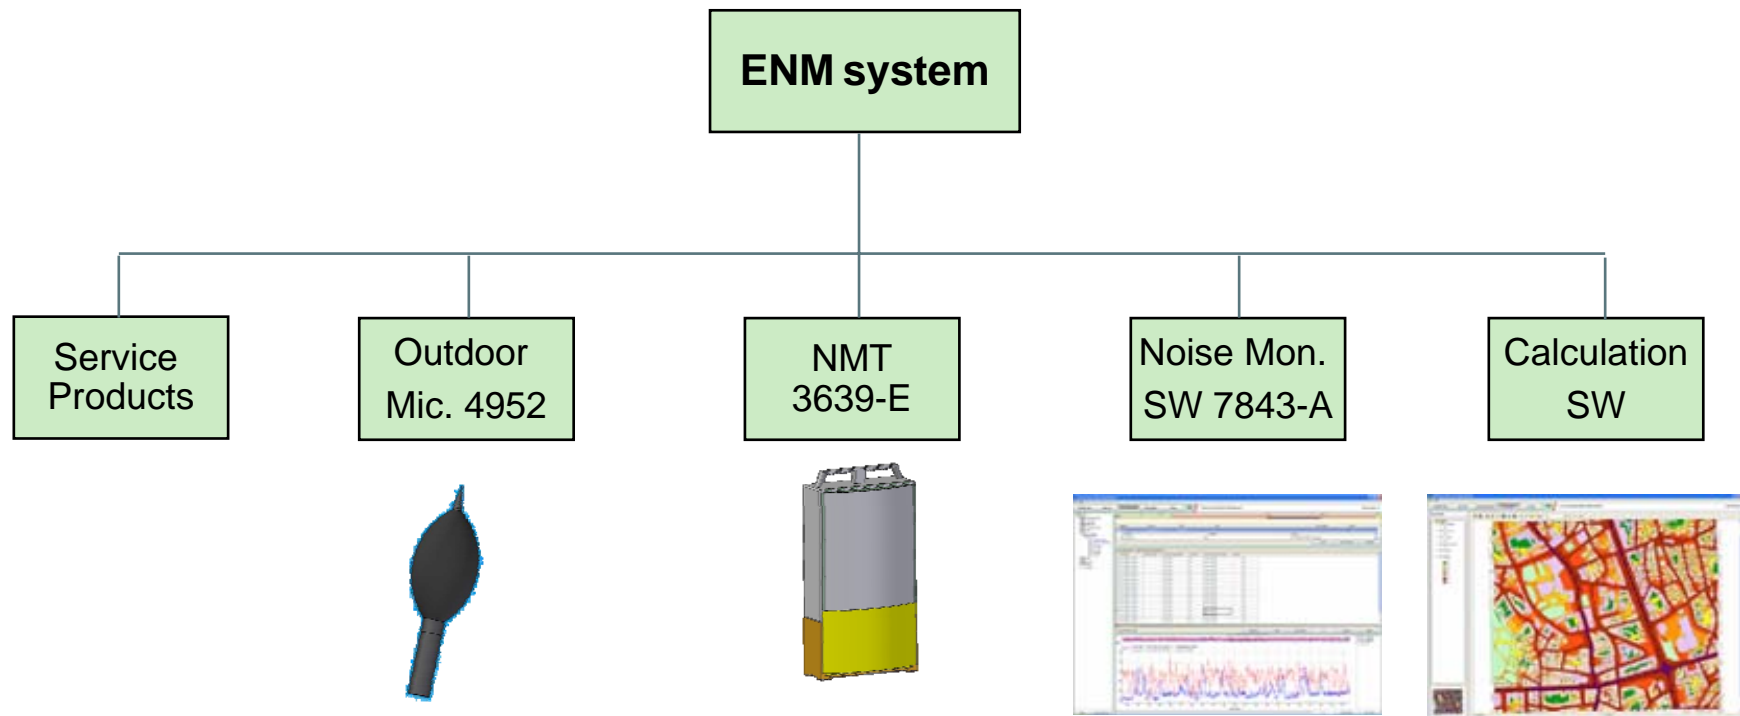 ENM system
Service
Products
Outdoor
Mic. 4952
NMT
3639-E
Noise Mon.
SW 7843-A
Calculation
SW